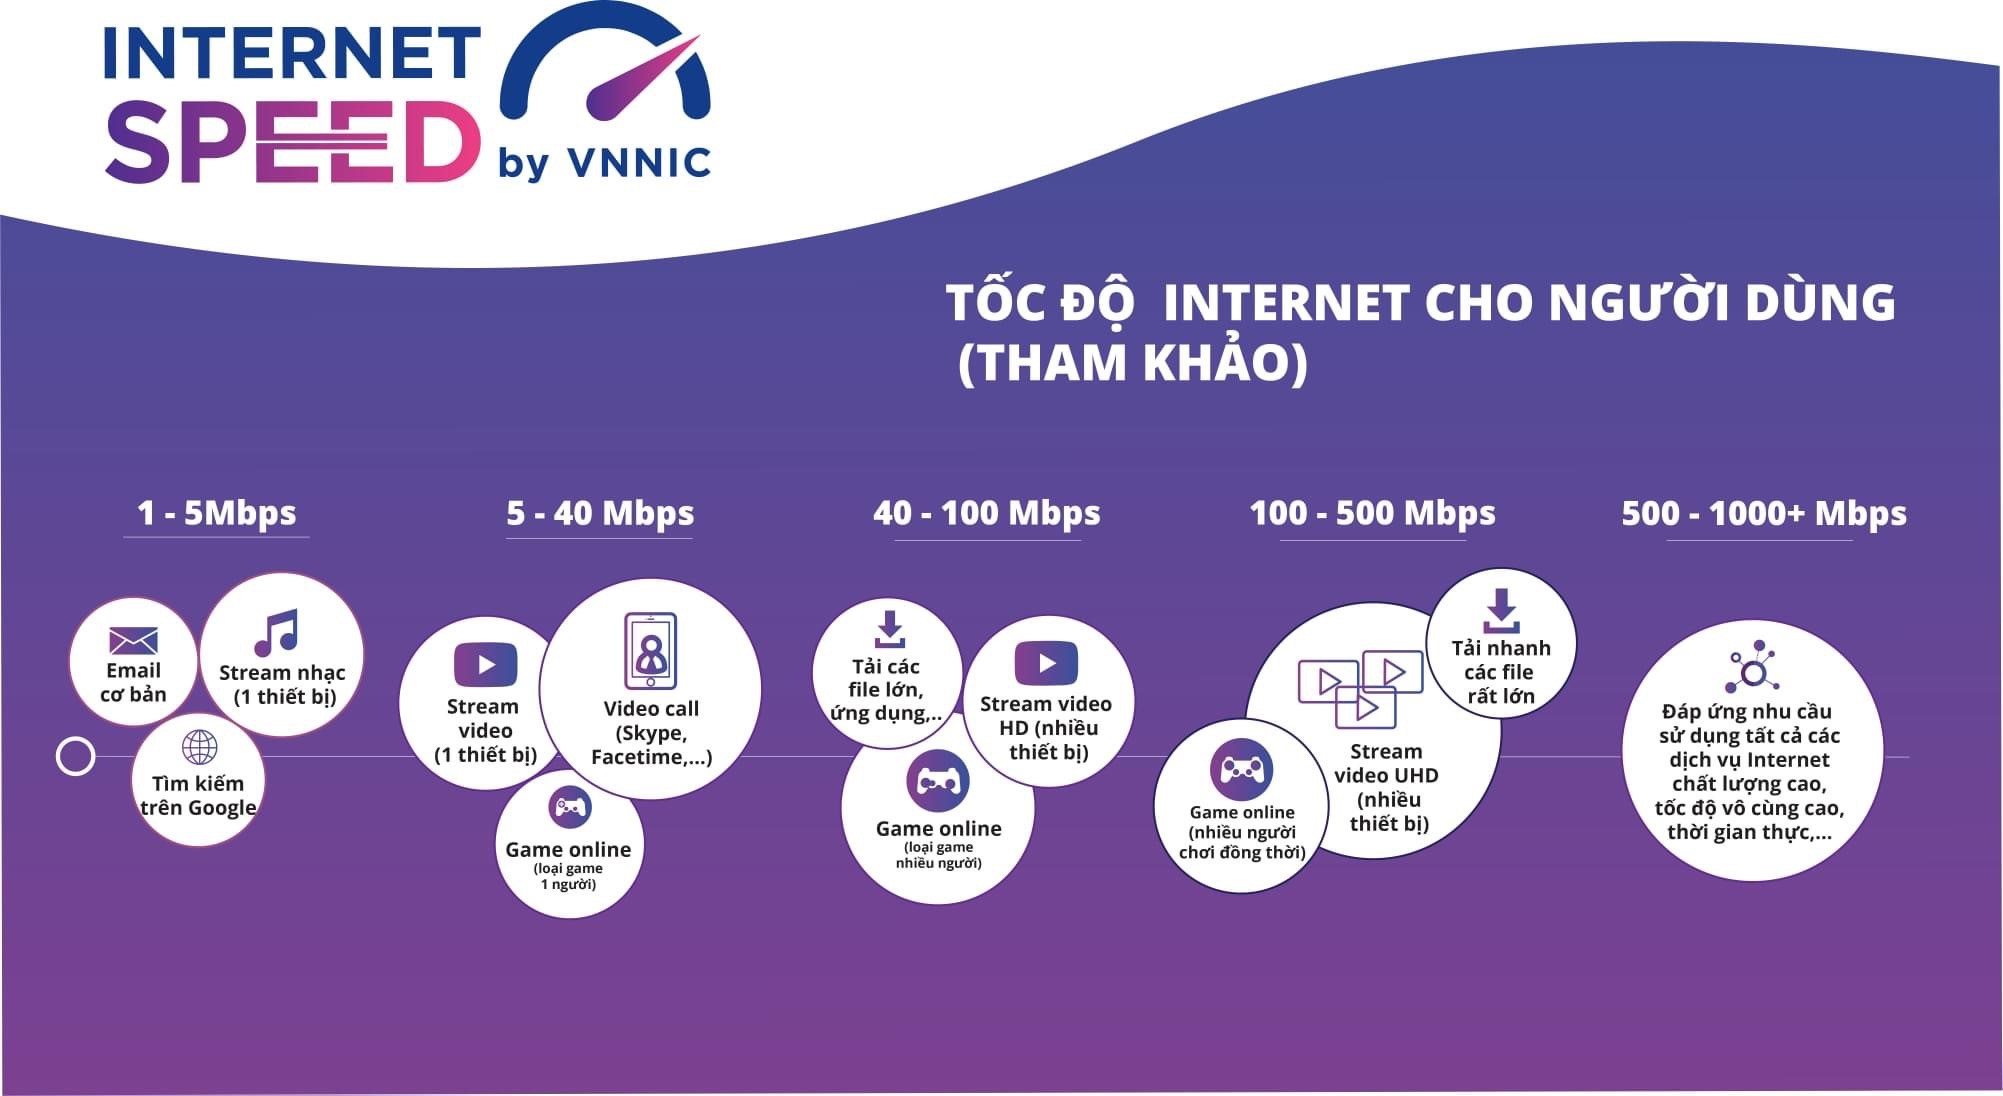 INTERNET
SPEED
by VNNIC
TỐC ĐỘ INTERNET CHO NGƯỜI DÙNG
(THAM KHẢO)
1 - 5Mbps
Email
cơ bản
Stream nhạc
(1 thiết bị)
Tìm kiếm
trên Google
5 - 40 Mbps
Stream
video
(1 thiết bị)
Video call
(Skype,
Facetime,...)
Game online
(loại game
1 người)
40 - 100 Mbps
Tải các
file lớn,
ứng dụng,..
Stream video
HD (nhiều
thiết bị)
Game online
(loại game
nhiều người)
100 - 500 Mbps
Tải nhanh
các file
rất lớn
Stream
video UHD
(nhiều
thiết bị)
Game online
(nhiều người
chơi đồng thời)
500 - 1000+ Mbps
Đáp ứng nhu cầu
sử dụng tất cả các
dịch vụ Internet
chất lượng cao,
tốc độ vô cùng cao,
thời gian thực,...